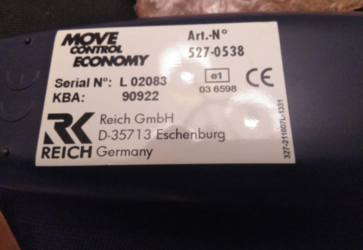 MOVE
CONTROL
ECONOMY
Art.-N°
527-0538
Serial N°: L 02083
KBA: 90922
e1
03 6598
CE
RK
REICH
Reich GmbH
D-35713 Eschenburg
Germany